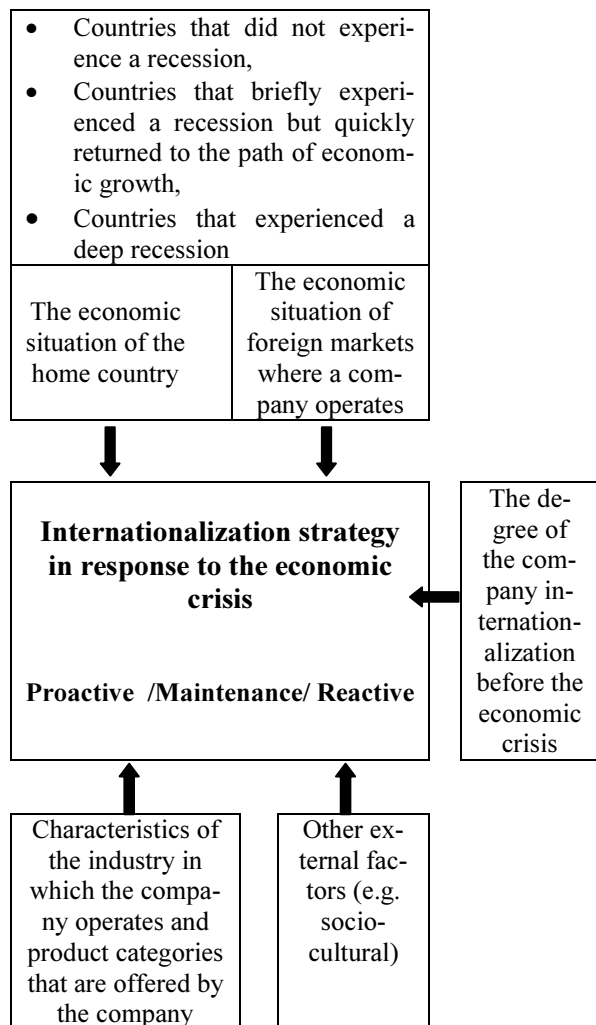 • Countries that did not experi-
ence a recession,
• Countries that briefly experi-
enced a recession but quickly
returned to the path of econom-
ic growth,
• Countries that experienced a
deep recession
The economic
situation of the
home country
The economic
situation of
foreign markets
where a com-
pany operates
Internationalization strategy
in response to the economic
crisis
Proactive /Maintenance/ Reactive
The de-
gree of
the com-
pany in-
ternation-
alization
before the
economic
crisis
Characteristics of
the industry in
which the compa-
ny operates and
product categories
that are offered by
the company
Other ex-
ternal fac-
tors (e.g.
socio-
cultural)